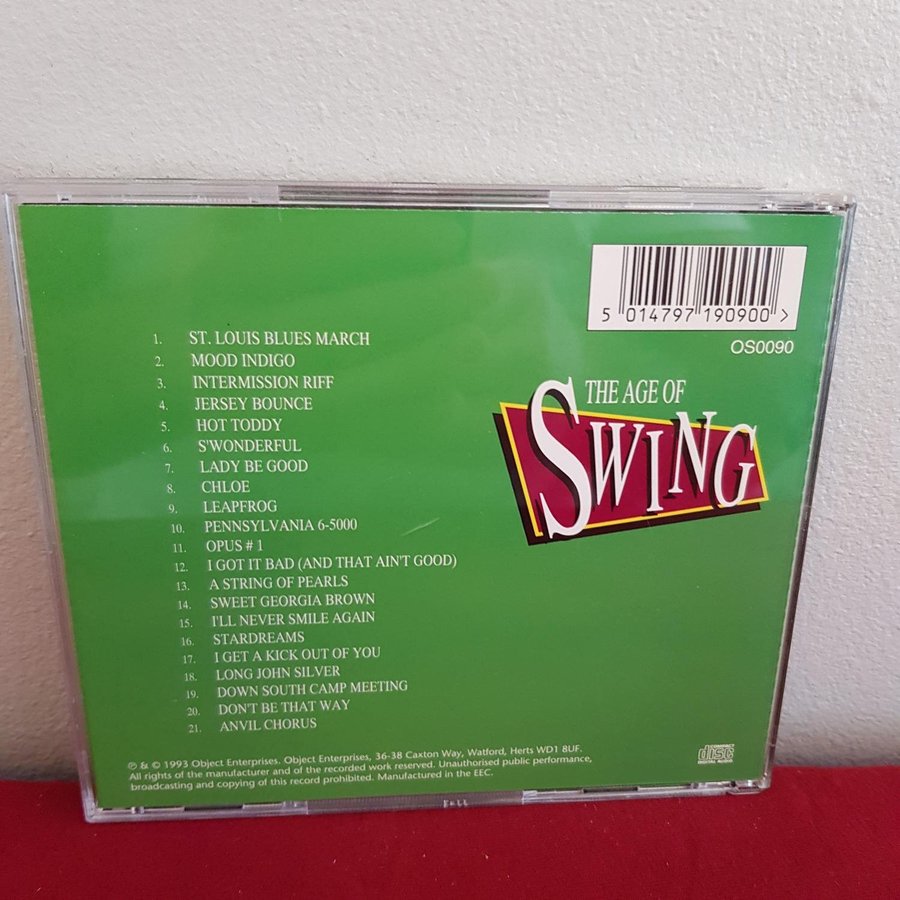 5 014797 190900 >
OS0090
THE AGE OF
SWING
1. ST. LOUIS BLUES MARCH
2. MOOD INDIGO
3. INTERMISSION RIFF
4. JERSEY BOUNCE
5. HOT TODDY
6. S'WONDERFUL
7. LADY BE GOOD
8. CHLOE
9. LEAPFROG
10. PENNSYLVANIA 6-5000
11. OPUS # 1
12. I GOT IT BAD (AND THAT AIN'T GOOD)
13. A STRING OF PEARLS
14. SWEET GEORGIA BROWN
15. I'LL NEVER SMILE AGAIN
16. STARDREAMS
17. I GET A KICK OUT OF YOU
18. LONG JOHN SILVER
19. DOWN SOUTH CAMP MEETING
20. DON'T BE THAT WAY
21. ANVIL CHORUS
℗ & © 1993 Object Enterprises. Object Enterprises, 36-38 Caxton Way, Watford, Herts WD1 8UF.
All rights of the manufacturer and of the recorded work reserved. Unauthorised public performance,
broadcasting and copying of this record prohibited. Manufactured in the EEC.
COMPACT
disc
DIGITAL AUDIO